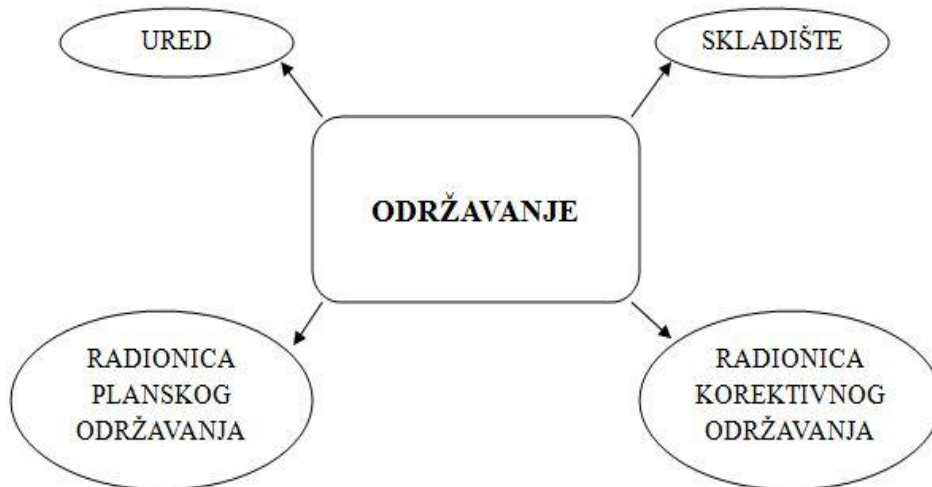 URED
SKLADIŠTE
ODRŽAVANJE
RADIONICA
PLANSKOG
ODRŽAVANJA
RADIONICA
KOREKTIVNOG
ODRŽAVANJA